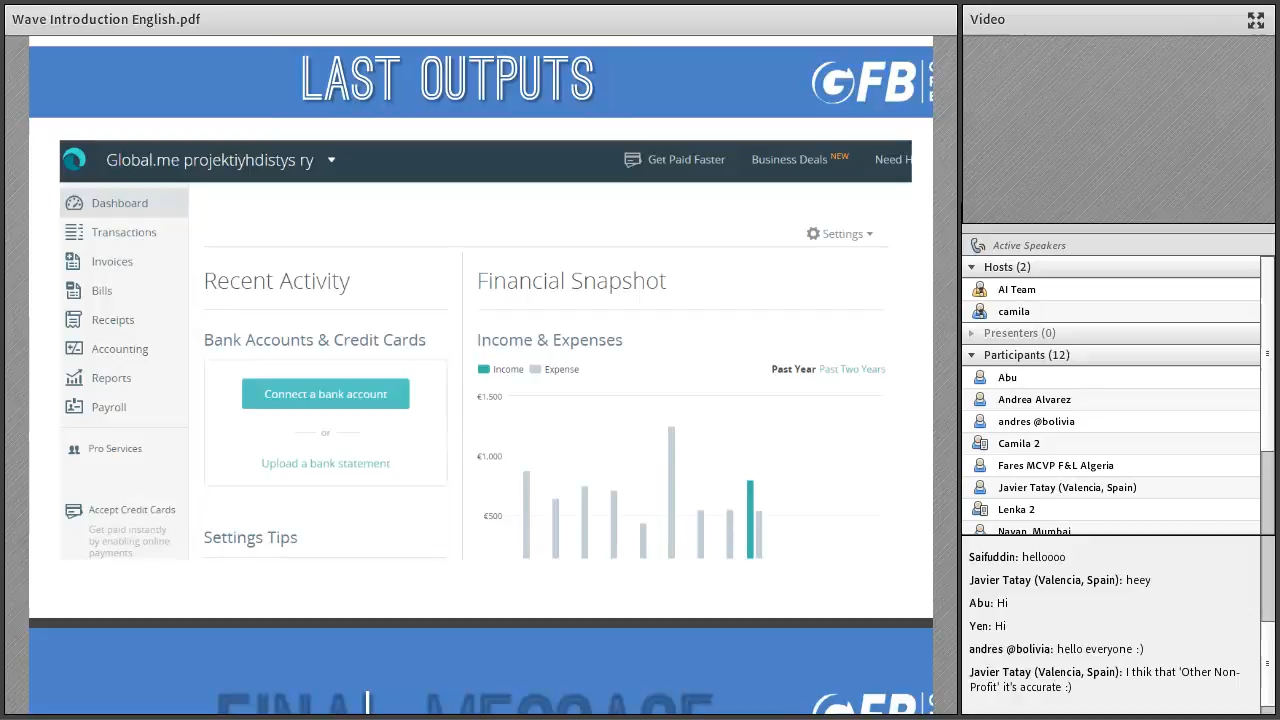 Wave Introduction English.pdf
LAST OUTPUTS
GFB
Global.me projektiyhdistys ry
Get Paid Faster
Business Deals NEW
Need H
Dashboard
Transactions
Invoices
Bills
Receipts
Accounting
Reports
Payroll
Pro Services
Accept Credit Cards
Get paid instantly
by enabling online
payments
Settings
Recent Activity
Bank Accounts & Credit Cards
Connect a bank account
or
Upload a bank statement
Settings Tips
Financial Snapshot
Income & Expenses
Income Expense
Past Year Past Two Years
€1,500
€1,000
€500
FINAL MESSAGE
GFB
Video
Active Speakers
Hosts (2)
AI Team
camila
Presenters (0)
Participants (12)
Abu
Andrea Alvarez
andres @bolivia
Camila 2
Fares MCVP F&L Algeria
Javier Tatay (Valencia, Spain)
Lenka 2
Navan, Mumbai
Saifuddin: helloooo
Javier Tatay (Valencia, Spain): heey
Abu: Hi
Yen: Hi
andres @bolivia: hello everyone :)
Javier Tatay (Valencia, Spain): I thik that 'Other Non-
Profit' it's accurate :)